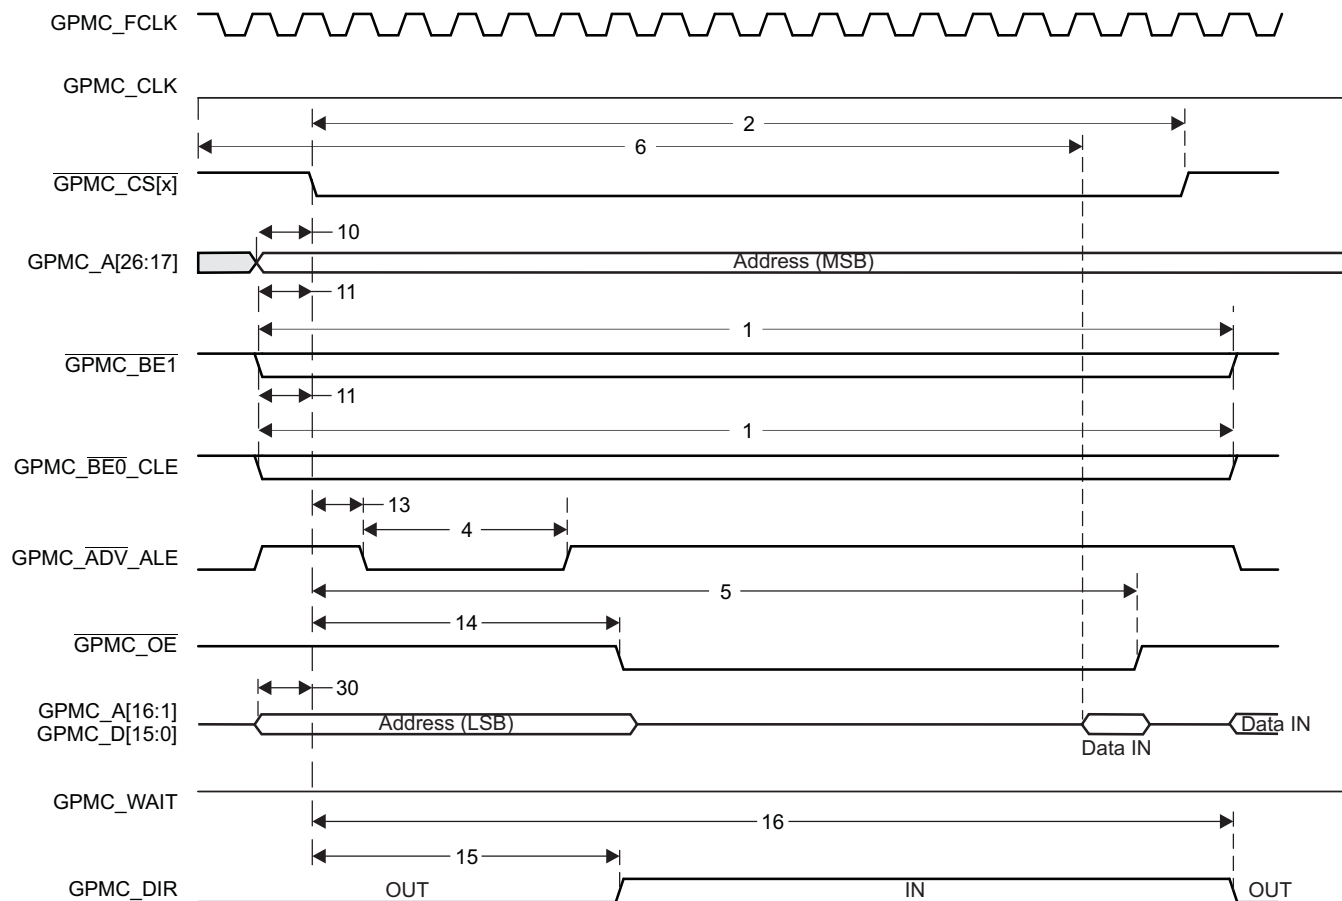 GPMC_FCLK
GPMC_CLK
2
6
GPMC_CS[x]
10
GPMC_A[26:17]
Address (MSB)
11
1
GPMC_BE1
11
1
GPMC_BE0_CLE
13
4
GPMC_ADV_ALE
5
14
GPMC_OE
30
GPMC_A[16:1]
GPMC_D[15:0]
Address (LSB)
Data IN
Data IN
GPMC_WAIT
16
15
GPMC_DIR
OUT
IN
OUT